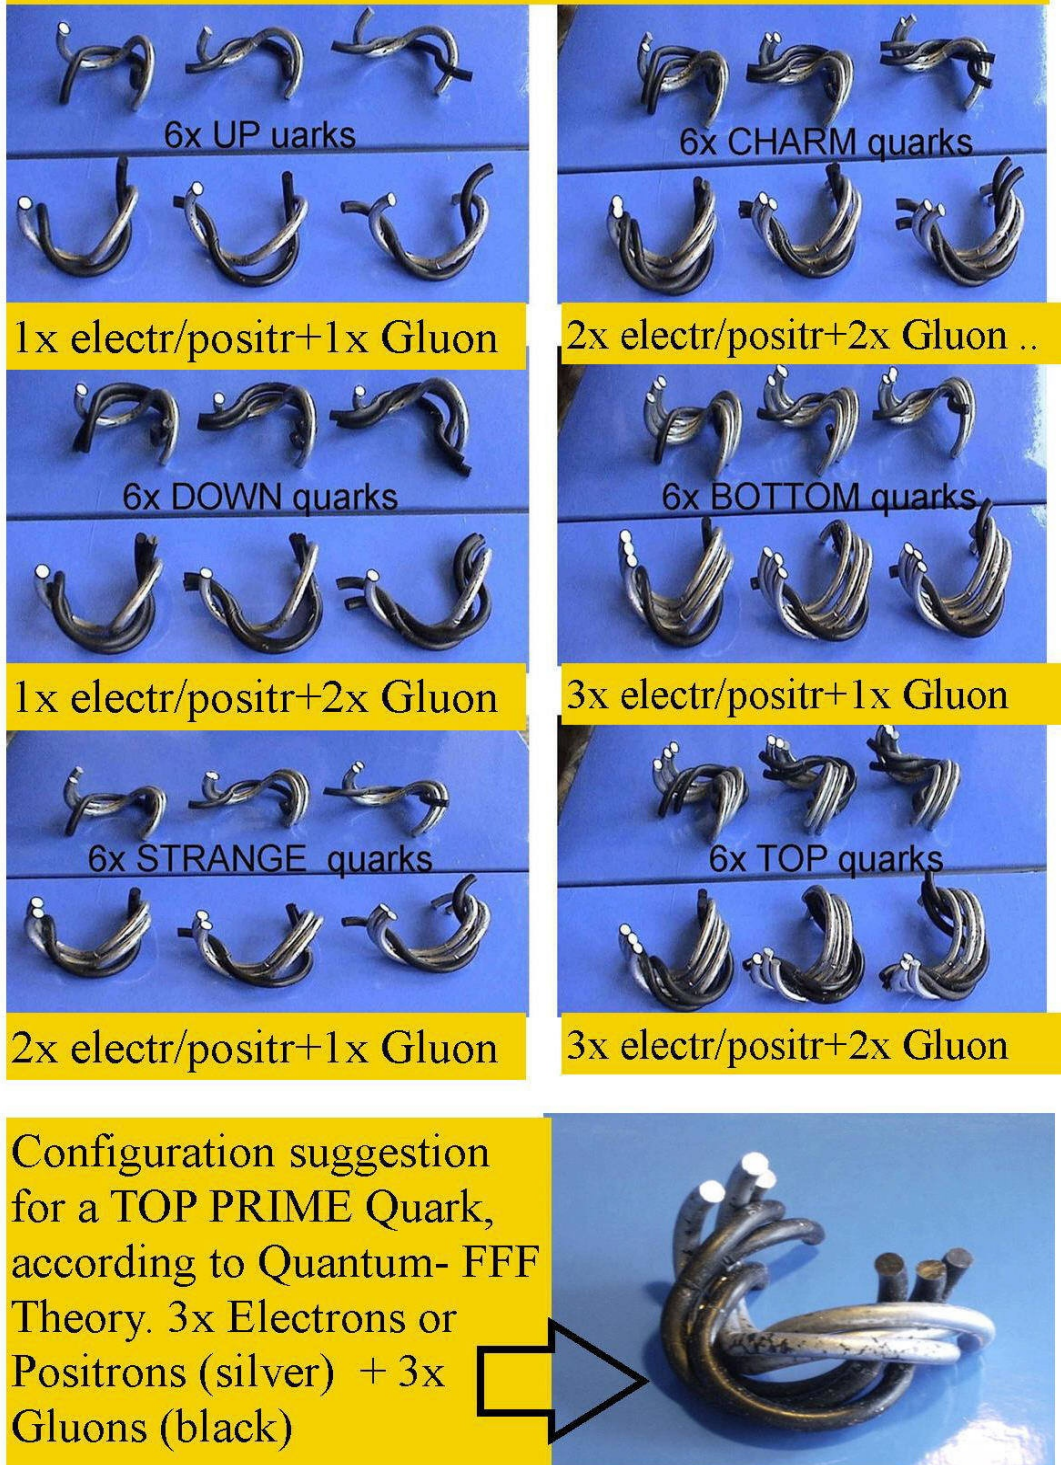 6x UP uarks
1x electr/positr+1x Gluon
6x DOWN quarks
1x electr/positr+2x Gluon
6x STRANGE quarks
2x electr/positr+1x Gluon
6x CHARM quarks
2x electr/positr+2x Gluon ..
6x BOTTOM quarks
3x electr/positr+1x Gluon
6x TOP quarks
3x electr/positr+2x Gluon
Configuration suggestion
for a TOP PRIME Quark,
according to Quantum- FFF
Theory. 3x Electrons or
Positrons (silver) + 3x
Gluons (black)